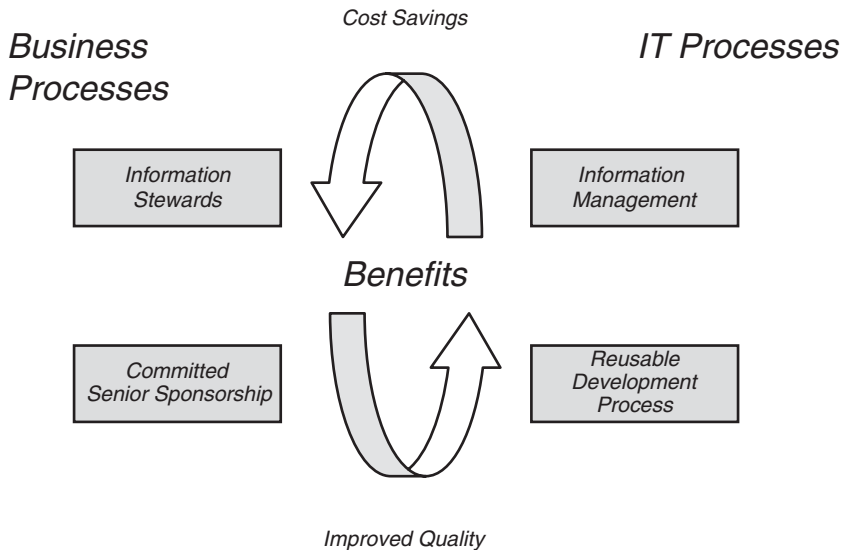 Cost Savings
Business
Processes
IT Processes
Information
Stewards
Information
Management
Benefits
Committed
Senior Sponsorship
Reusable
Development
Process
Improved Quality